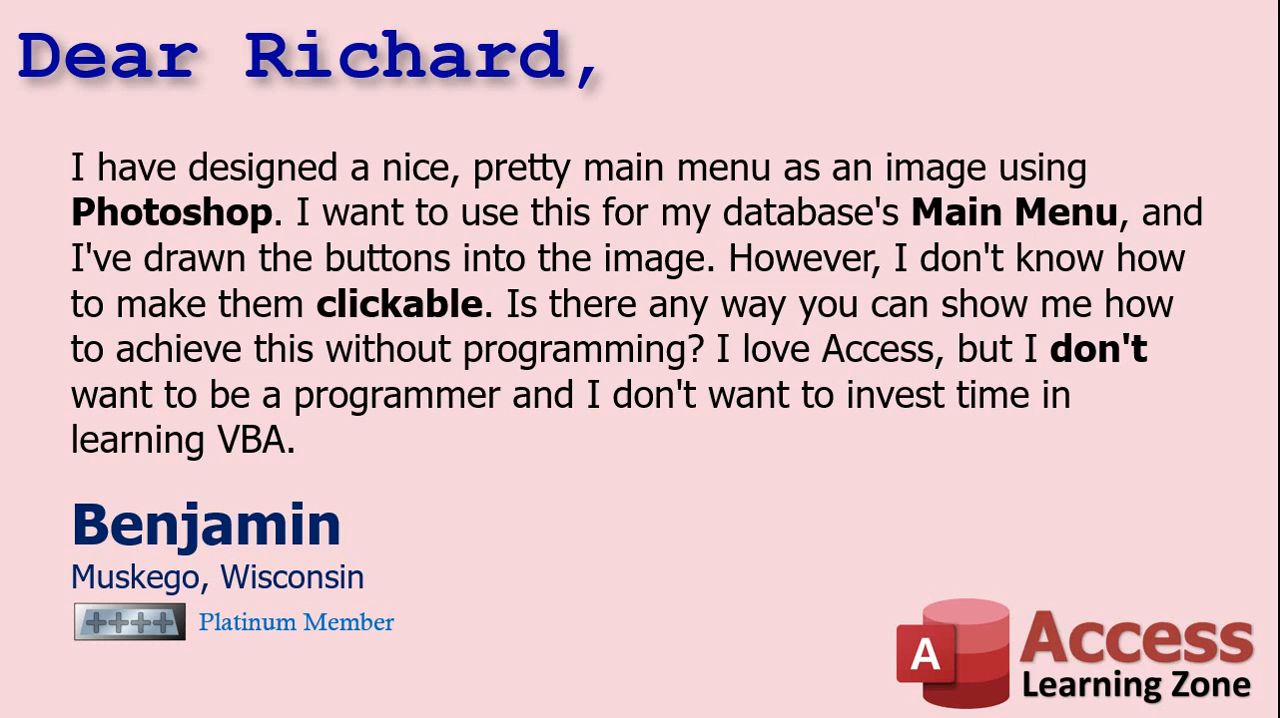 Dear Richard,
I have designed a nice, pretty main menu as an image using
Photoshop. I want to use this for my database's Main Menu, and
I've drawn the buttons into the image. However, I don't know how
to make them clickable. Is there any way you can show me how
to achieve this without programming? I love Access, but I don't
want to be a programmer and I don't want to invest time in
learning VBA.
Benjamin
Muskego, Wisconsin
++++ Platinum Member
A Access
Learning Zone